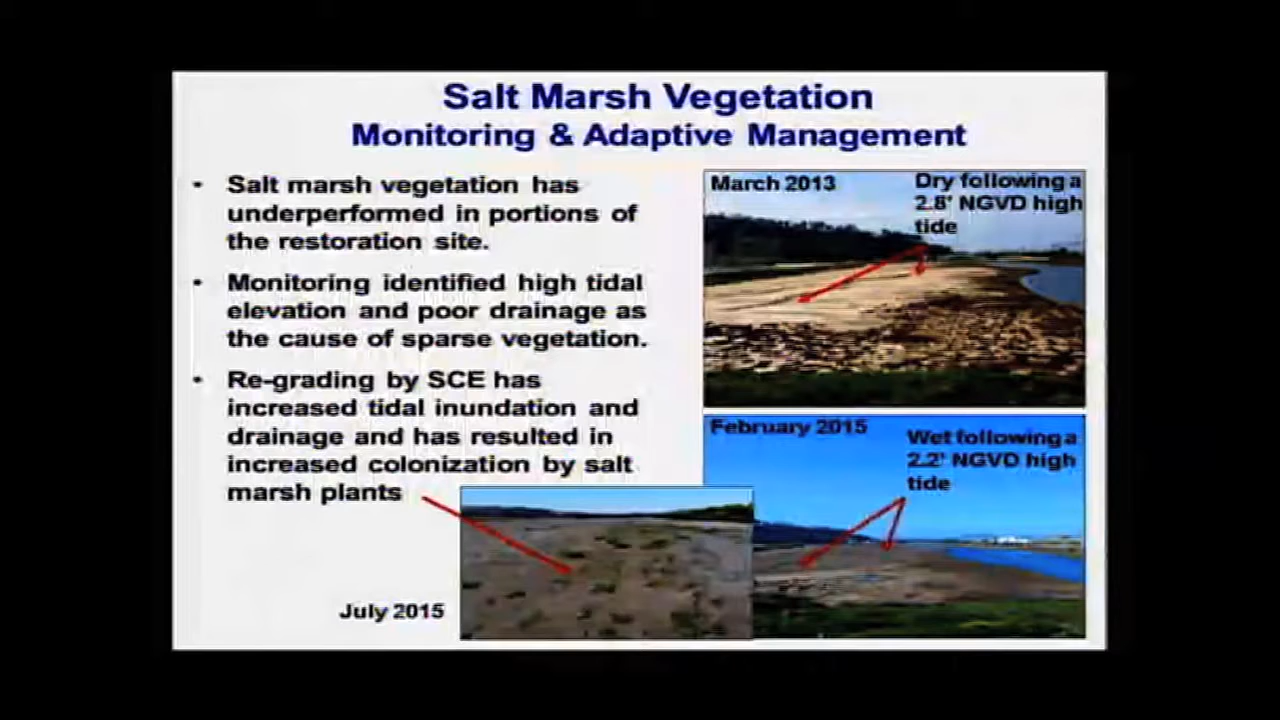 Salt Marsh Vegetation
Monitoring & Adaptive Management
• Salt marsh vegetation has
underperformed in portions of
the restoration site.
• Monitoring identified high tidal
elevation and poor drainage as
the cause of sparse vegetation.
• Re-grading by SCE has
increased tidal inundation and
drainage and has resulted in
increased colonization by salt
marsh plants
July 2015
March 2013
Dry following a
2.8' NGVD high
tide
February 2015
Wet following a
2.2' NGVD high
tide